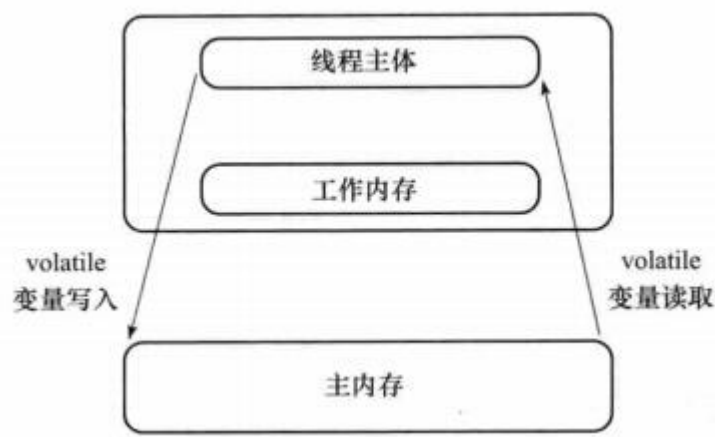 线程主体
工作内存
volatile
变量写入
volatile
变量读取
主内存